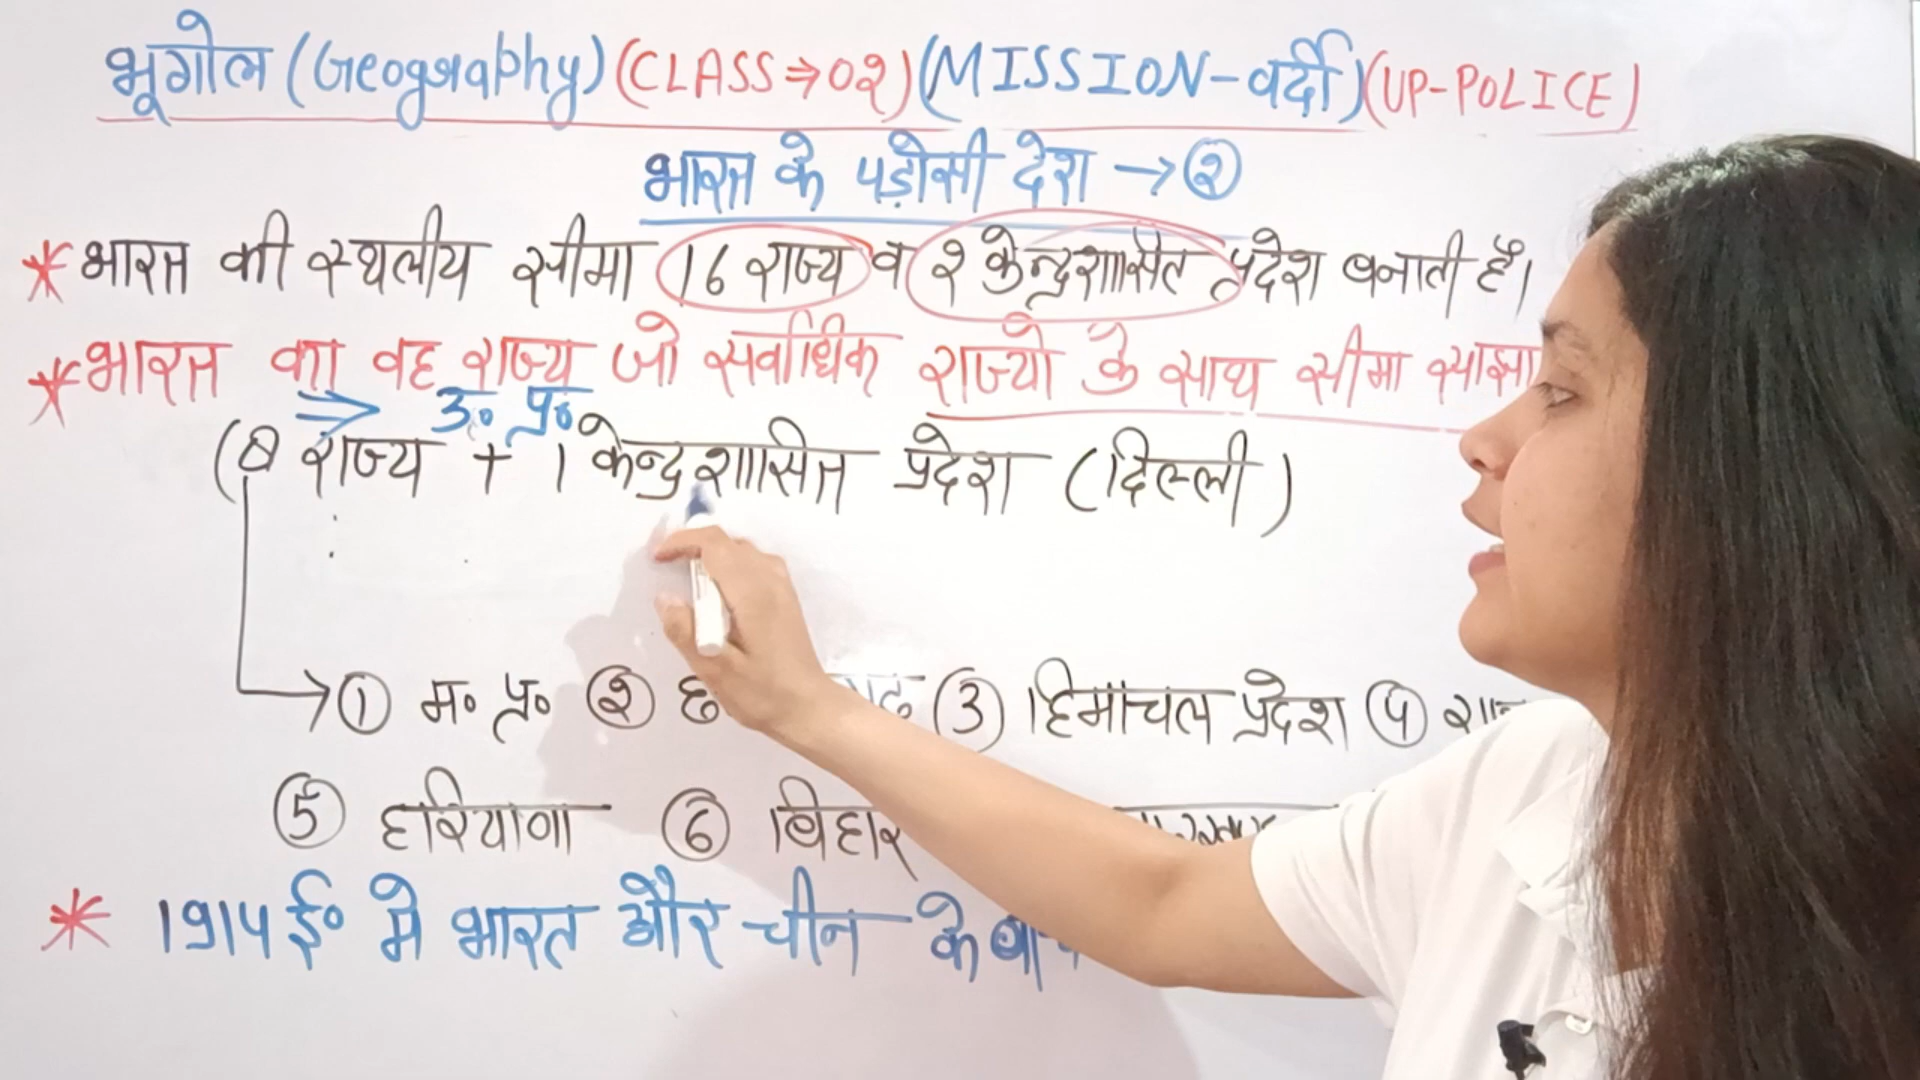 भूगोल (Geography) (CLASS⇒02) (MISSION-वर्दी) (UP-POLICE)
भारत के पड़ोसी देश → ②
* भारत की स्थलीय सीमा 16 राज्य व 2 केन्द्रशासित प्रदेश बनाती है।
* भारत का वह राज्य जो सर्वाधिक राज्यो के साथ सीमा
⇒ उ० प्र०
(8 राज्य + 1 केन्द्रशासित प्रदेश (दिल्ली)
→ ① म० प्र० ② ③ हिमाचल प्रदेश ④
⑤ हरियाणा ⑥ बिहार
* 1914 ई० मे भारत और चीन के